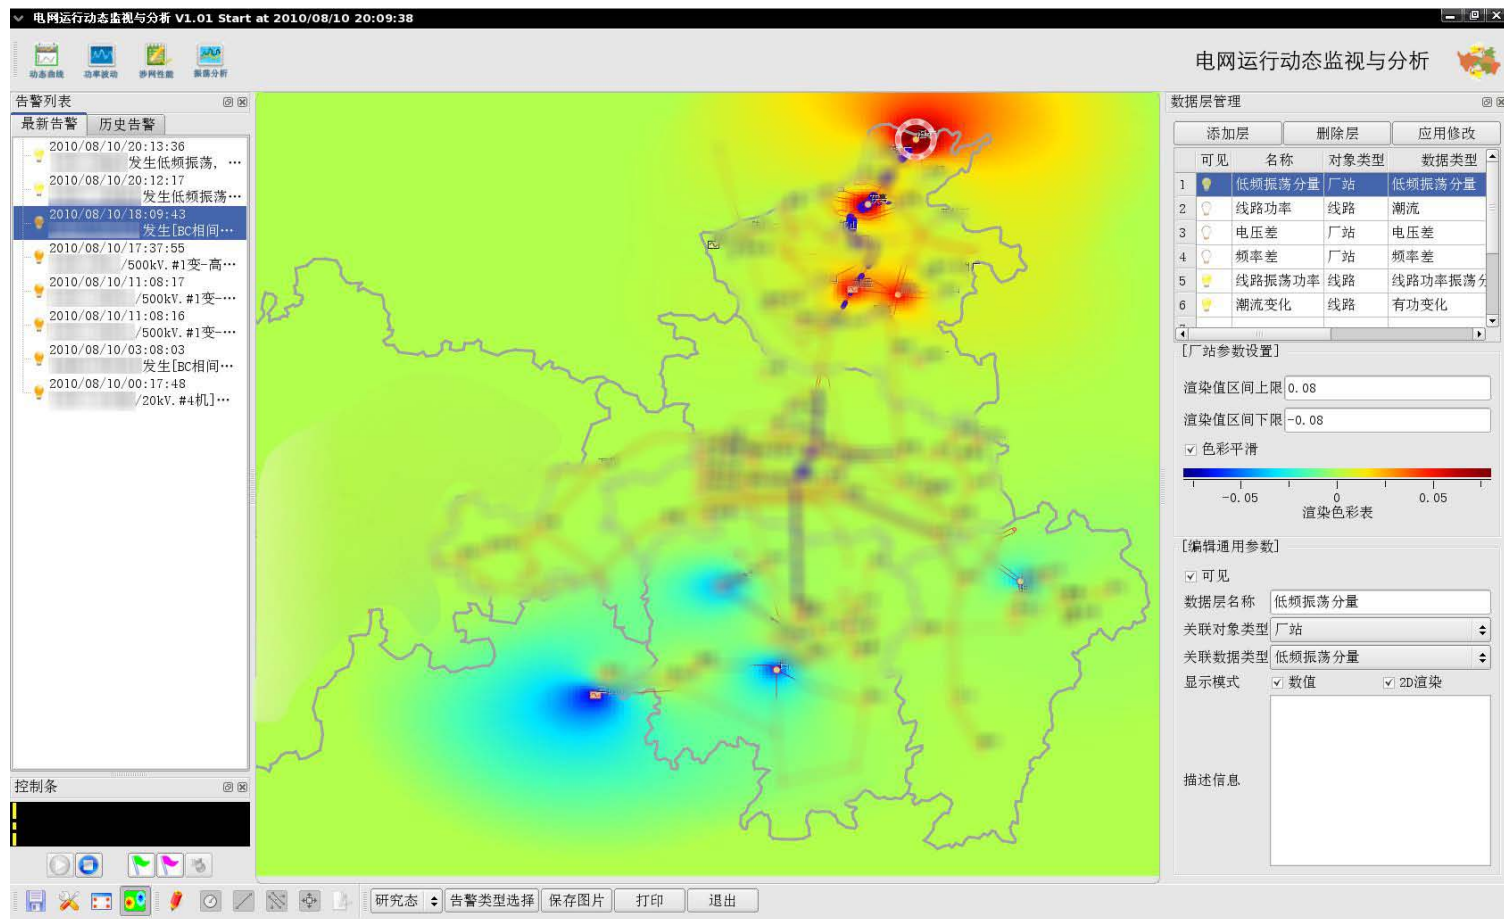 电网运行动态监视与分析 V1.01 Start at 2010/08/10 20:09:38
动态曲线 功率波动 涉网性能 振荡分析
电网运行动态监视与分析
告警列表
最新告警 历史告警
2010/08/10/20:13:36
发生低频振荡, …
2010/08/10/20:12:17
发生低频振荡…
2010/08/10/18:09:43
发生[BC相间…
2010/08/10/17:37:55
/500kV.#1变-高…
2010/08/10/11:08:17
/500kV.#1变-…
2010/08/10/11:08:16
/500kV.#1变-…
2010/08/10/03:08:03
发生[BC相间…
2010/08/10/00:17:48
/20kV.#4机]…
控制条
数据层管理
添加层 删除层 应用修改
可见 名称 对象类型 数据类型
1 低频振荡分量 厂站 低频振荡分量
2 线路功率 线路 潮流
3 电压差 厂站 电压差
4 频率差 厂站 频率差
5 线路振荡功率 线路 线路功率振荡分
6 潮流变化 线路 有功变化
[厂站参数设置]
渲染值区间上限 0.08
渲染值区间下限 -0.08
色彩平滑
-0.05 0 0.05
渲染色彩表
[编辑通用参数]
可见
数据层名称 低频振荡分量
关联对象类型 厂站
关联数据类型 低频振荡分量
显示模式 数值 2D渲染
描述信息
研究态 告警类型选择 保存图片 打印 退出